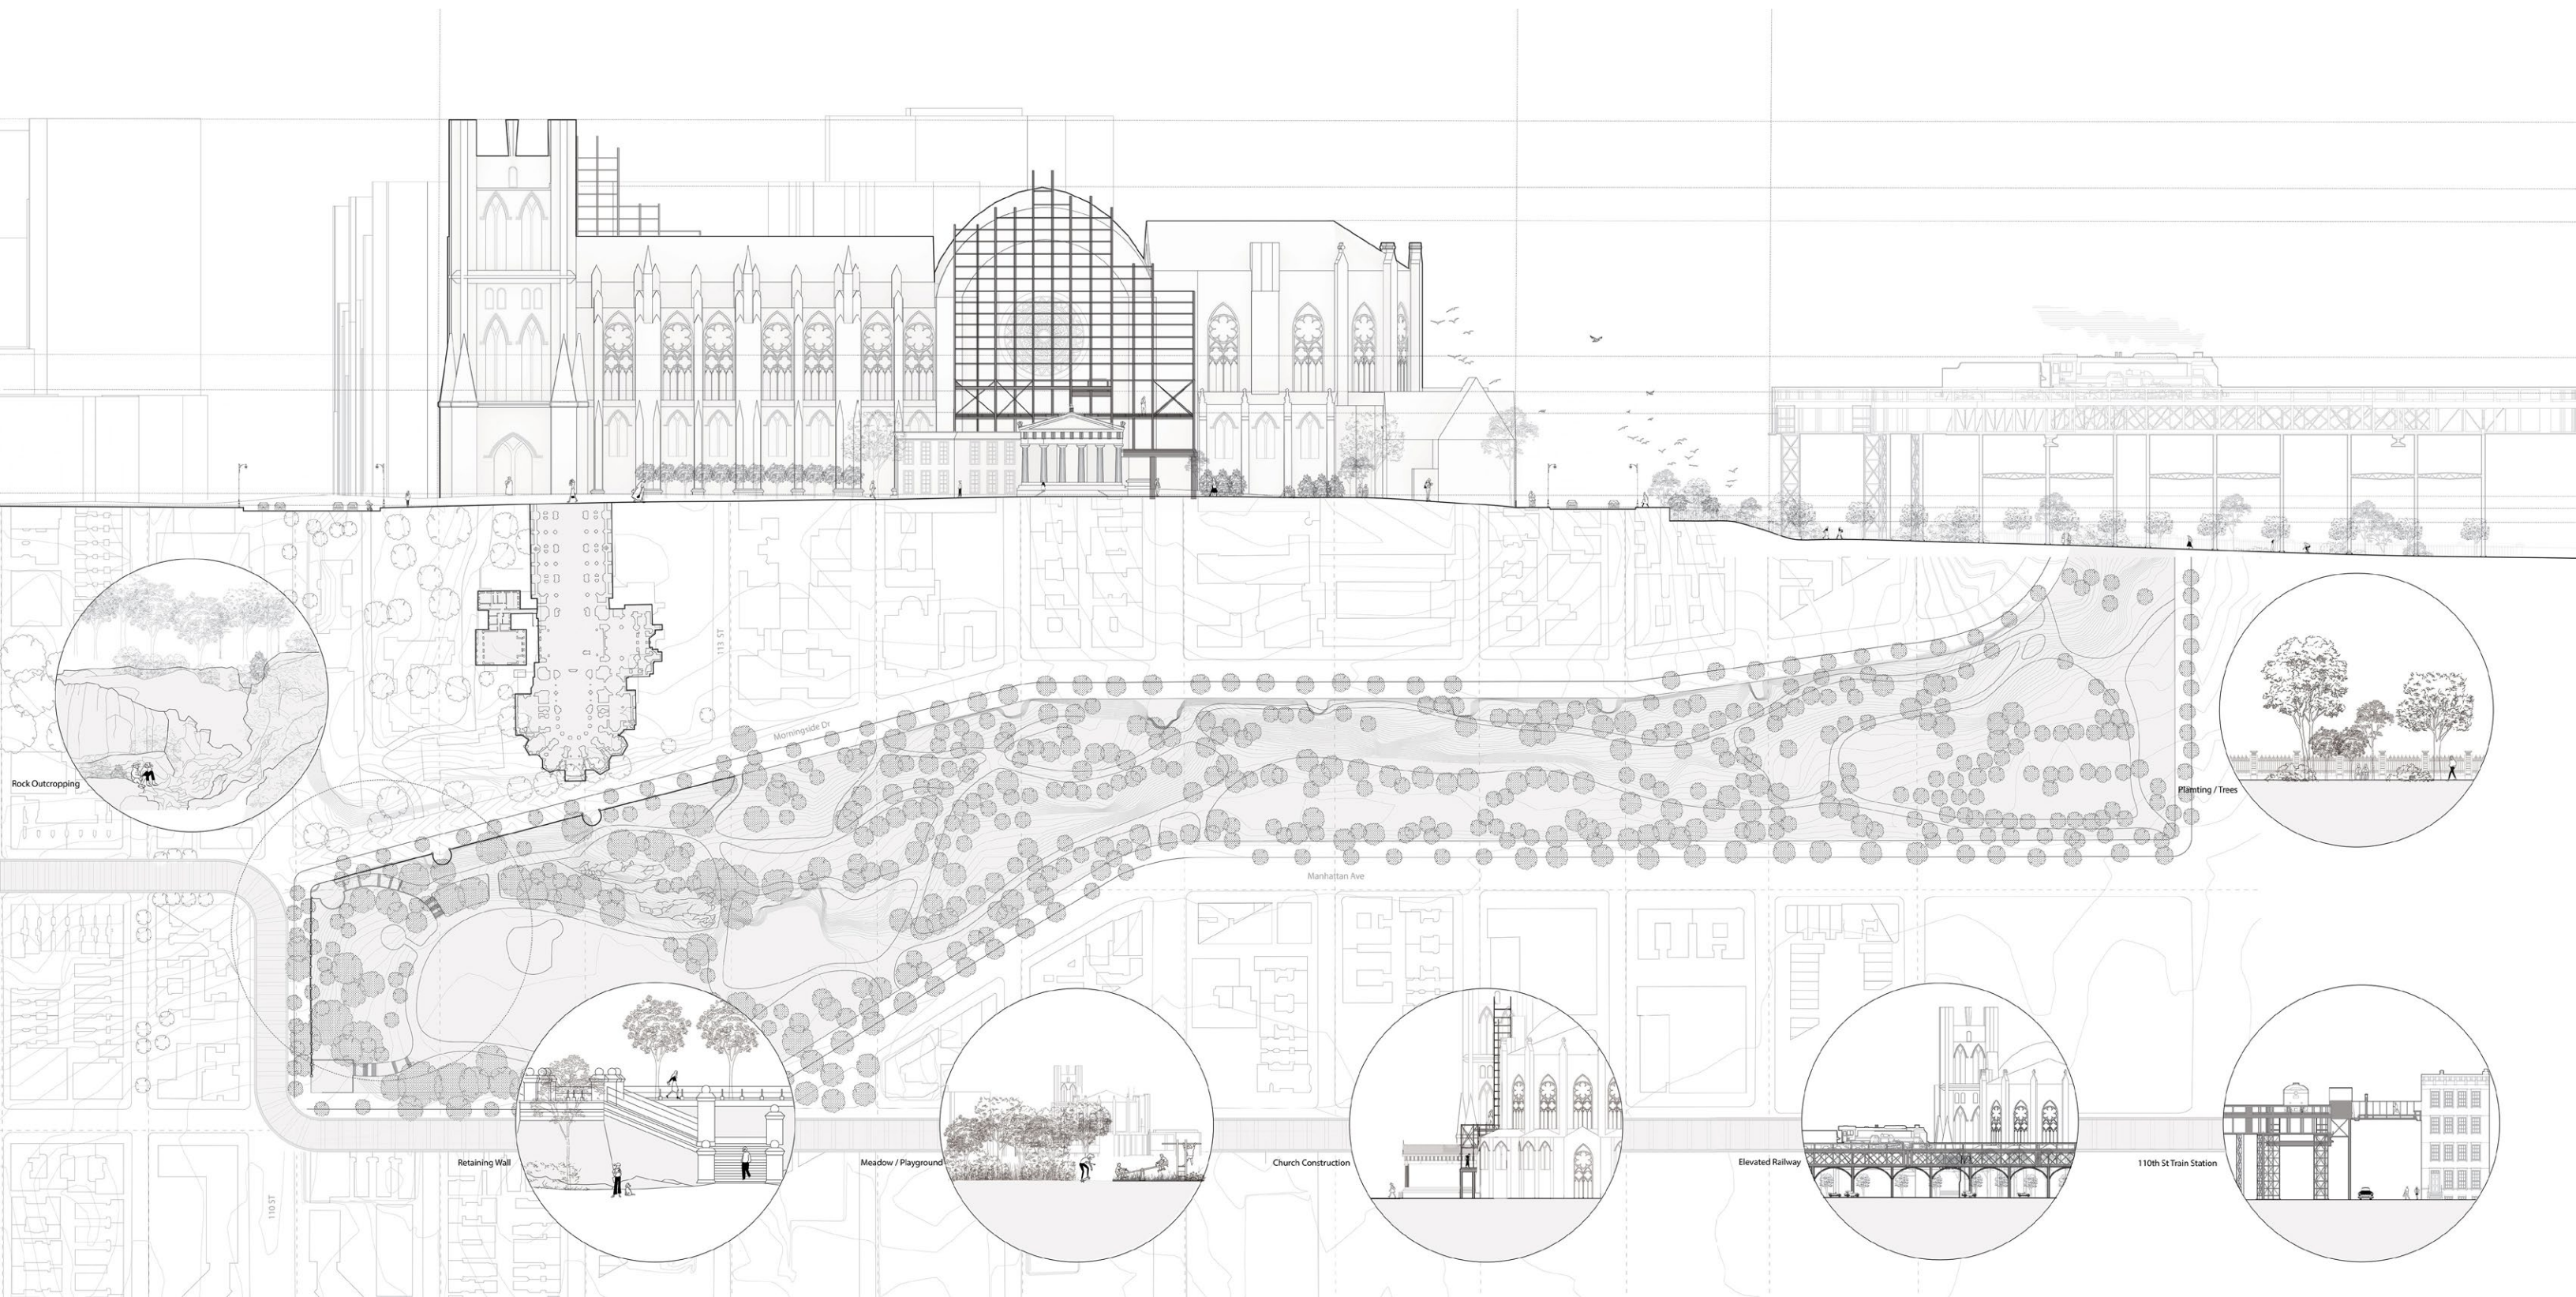 113 ST
Morningside Dr
Rock Outcropping
Plamting / Trees
Manhattan Ave
Retaining Wall
Meadow / Playground
Church Construction
Elevated Railway
110th St Train Station
110 ST